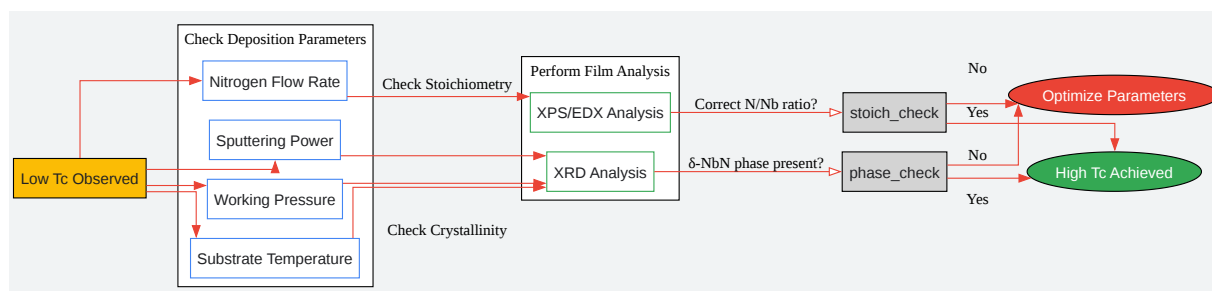 Check Deposition Parameters
Nitrogen Flow Rate
Sputtering Power
Low Tc Observed
Working Pressure
Substrate Temperature
Check Stoichiometry
Check Crystallinity
Perform Film Analysis
XPS/EDX Analysis
XRD Analysis
Correct N/Nb ratio?
δ-NbN phase present?
stoich_check
phase_check
No
Yes
No
Yes
Optimize Parameters
High Tc Achieved